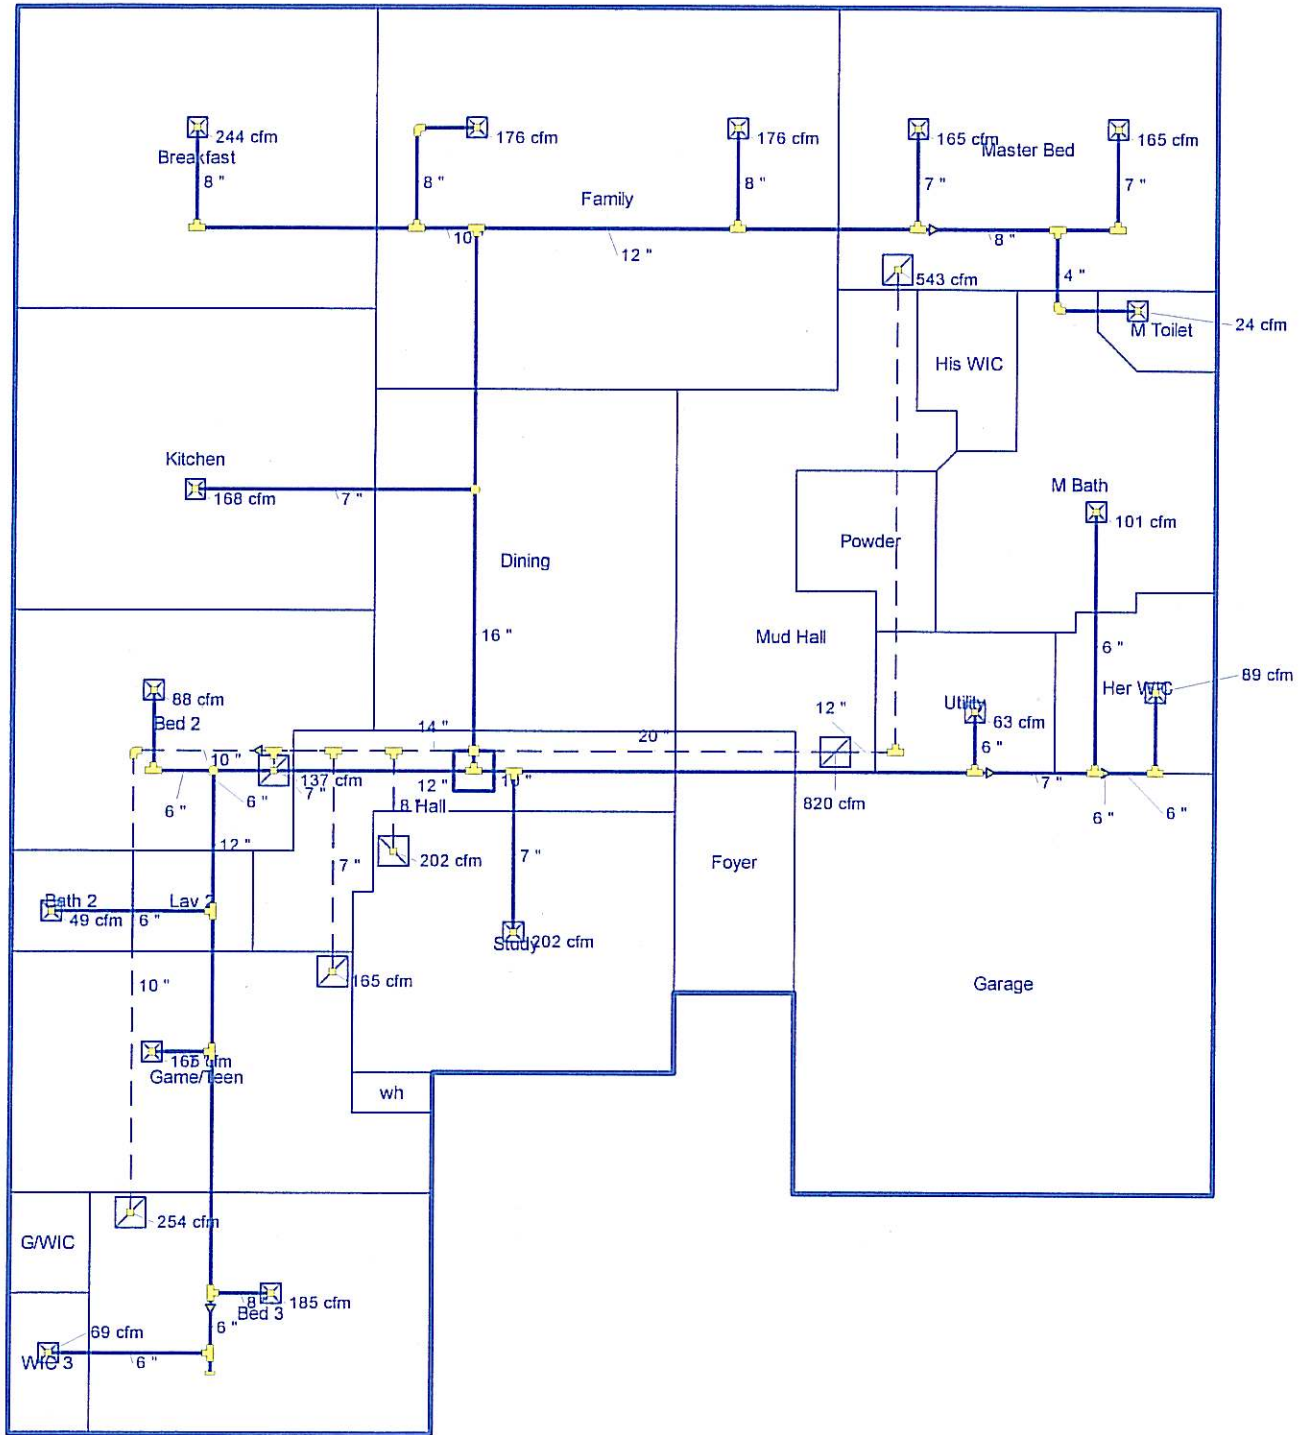 244 cfm
176 cfm
176 cfm
165 cfm
165 cfm
Breakfast
Master Bed
8 "
8 "
8 "
7 "
7 "
Family
10
12 "
8 "
543 cfm
4 "
24 cfm
M Toilet
His WIC
Kitchen
168 cfm
7 "
M Bath
101 cfm
Powder
Dining
16 "
Mud Hall
6 "
88 cfm
Bed 2
Her WIC
89 cfm
Utility
63 cfm
12 "
6 "
14 "
20 "
10 "
137 cfm
7 "
12 "
6 "
6 "
820 cfm
7 "
6 "
6 "
8 "
Hall
12 "
7 "
202 cfm
7 "
Foyer
Bath 2
Lav 2
49 cfm
6 "
Study
202 cfm
165 cfm
10 "
Garage
Game/Teen
wh
254 cfm
G/WIC
8
185 cfm
Bed 3
6 "
69 cfm
WIC 3
6 "